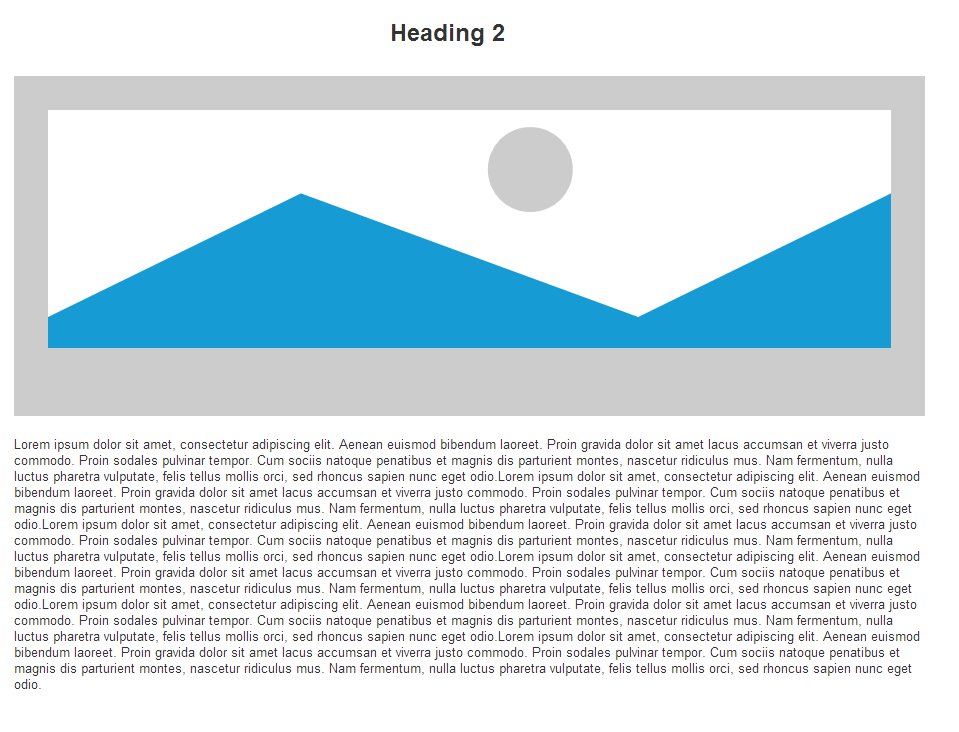 Heading 2
Lorem ipsum dolor sit amet, consectetur adipiscing elit. Aenean euismod bibendum laoreet. Proin gravida dolor sit amet lacus accumsan et viverra justo
commodo. Proin sodales pulvinar tempor. Cum sociis natoque penatibus et magnis dis parturient montes, nascetur ridiculus mus. Nam fermentum, nulla
luctus pharetra vulputate, felis tellus mollis orci, sed rhoncus sapien nunc eget odio.Lorem ipsum dolor sit amet, consectetur adipiscing elit. Aenean euismod
bibendum laoreet. Proin gravida dolor sit amet lacus accumsan et viverra justo commodo. Proin sodales pulvinar tempor. Cum sociis natoque penatibus et
magnis dis parturient montes, nascetur ridiculus mus. Nam fermentum, nulla luctus pharetra vulputate, felis tellus mollis orci, sed rhoncus sapien nunc eget
odio.Lorem ipsum dolor sit amet, consectetur adipiscing elit. Aenean euismod bibendum laoreet. Proin gravida dolor sit amet lacus accumsan et viverra justo
commodo. Proin sodales pulvinar tempor. Cum sociis natoque penatibus et magnis dis parturient montes, nascetur ridiculus mus. Nam fermentum, nulla
luctus pharetra vulputate, felis tellus mollis orci, sed rhoncus sapien nunc eget odio.Lorem ipsum dolor sit amet, consectetur adipiscing elit. Aenean euismod
bibendum laoreet. Proin gravida dolor sit amet lacus accumsan et viverra justo commodo. Proin sodales pulvinar tempor. Cum sociis natoque penatibus et
magnis dis parturient montes, nascetur ridiculus mus. Nam fermentum, nulla luctus pharetra vulputate, felis tellus mollis orci, sed rhoncus sapien nunc eget
odio.Lorem ipsum dolor sit amet, consectetur adipiscing elit. Aenean euismod bibendum laoreet. Proin gravida dolor sit amet lacus accumsan et viverra justo
commodo. Proin sodales pulvinar tempor. Cum sociis natoque penatibus et magnis dis parturient montes, nascetur ridiculus mus. Nam fermentum, nulla
luctus pharetra vulputate, felis tellus mollis orci, sed rhoncus sapien nunc eget odio.Lorem ipsum dolor sit amet, consectetur adipiscing elit. Aenean euismod
bibendum laoreet. Proin gravida dolor sit amet lacus accumsan et viverra justo commodo. Proin sodales pulvinar tempor. Cum sociis natoque penatibus et
magnis dis parturient montes, nascetur ridiculus mus. Nam fermentum, nulla luctus pharetra vulputate, felis tellus mollis orci, sed rhoncus sapien nunc eget
odio.